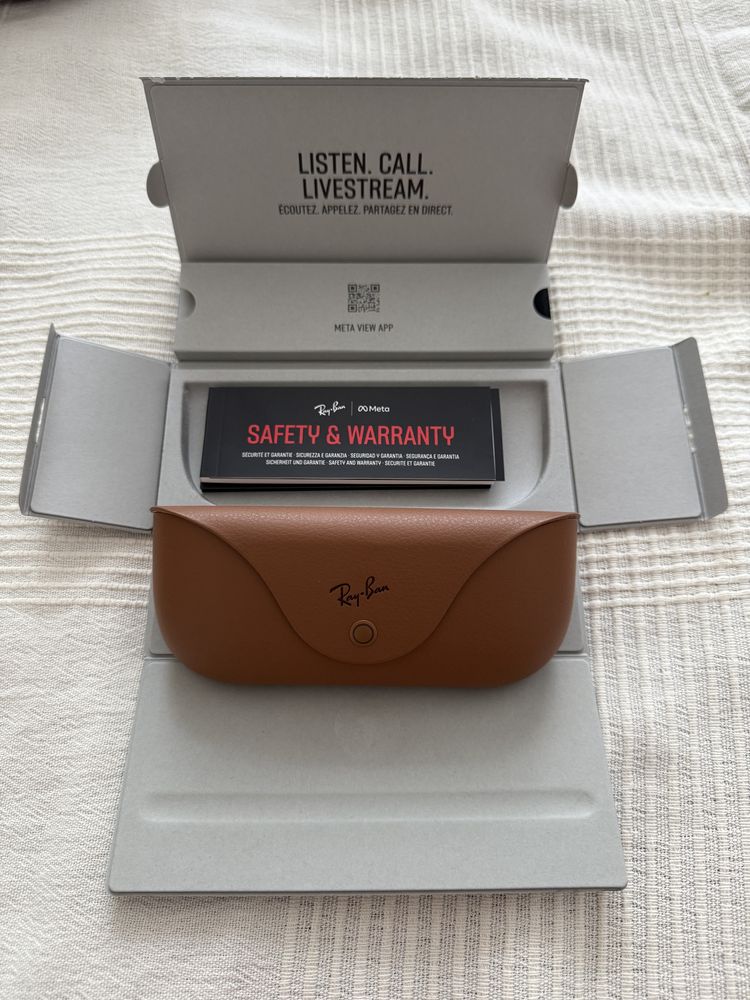 LISTEN. CALL.
LIVESTREAM.
ÉCOUTEZ. APPELEZ. PARTAGEZ EN DIRECT.
META VIEW APP
Ray-Ban | Meta
SAFETY & WARRANTY
SÉCURITÉ ET GARANTIE · SICUREZZA E GARANZIA · SEGURIDAD Y GARANTÍA · SEGURANÇA E GARANTIA
SICHERHEIT UND GARANTIE · SAFETY AND WARRANTY · SÉCURITÉ ET GARANTIE
Ray-Ban